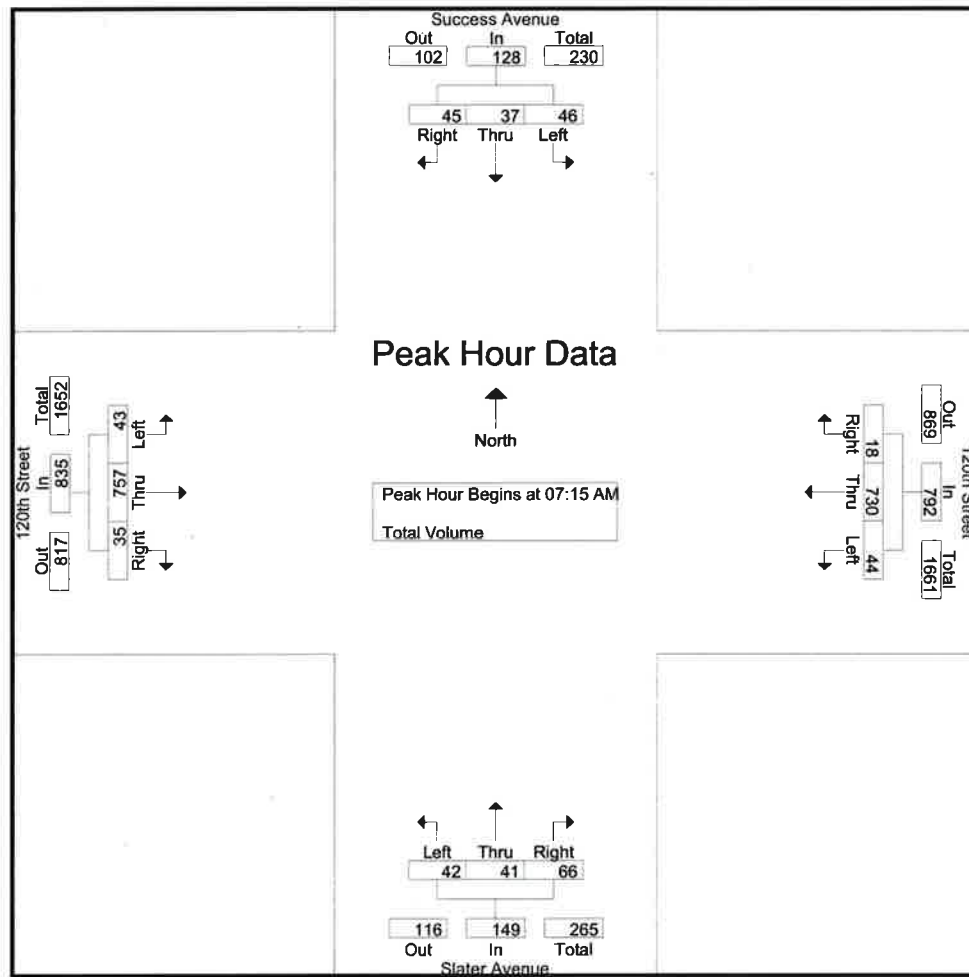 Success Avenue
Out In Total
102 128 230
45 37 46
Right Thru Left
Peak Hour Data
North
Peak Hour Begins at 07:15 AM
Total Volume
120th Street
Total In Out
1652 835 817
43 757 35
Left Thru Right
120th Street
Out In Total
869 792 1661
18 730 44
Right Thru Left
Left Thru Right
42 41 66
116 149 265
Out In Total
Slater Avenue